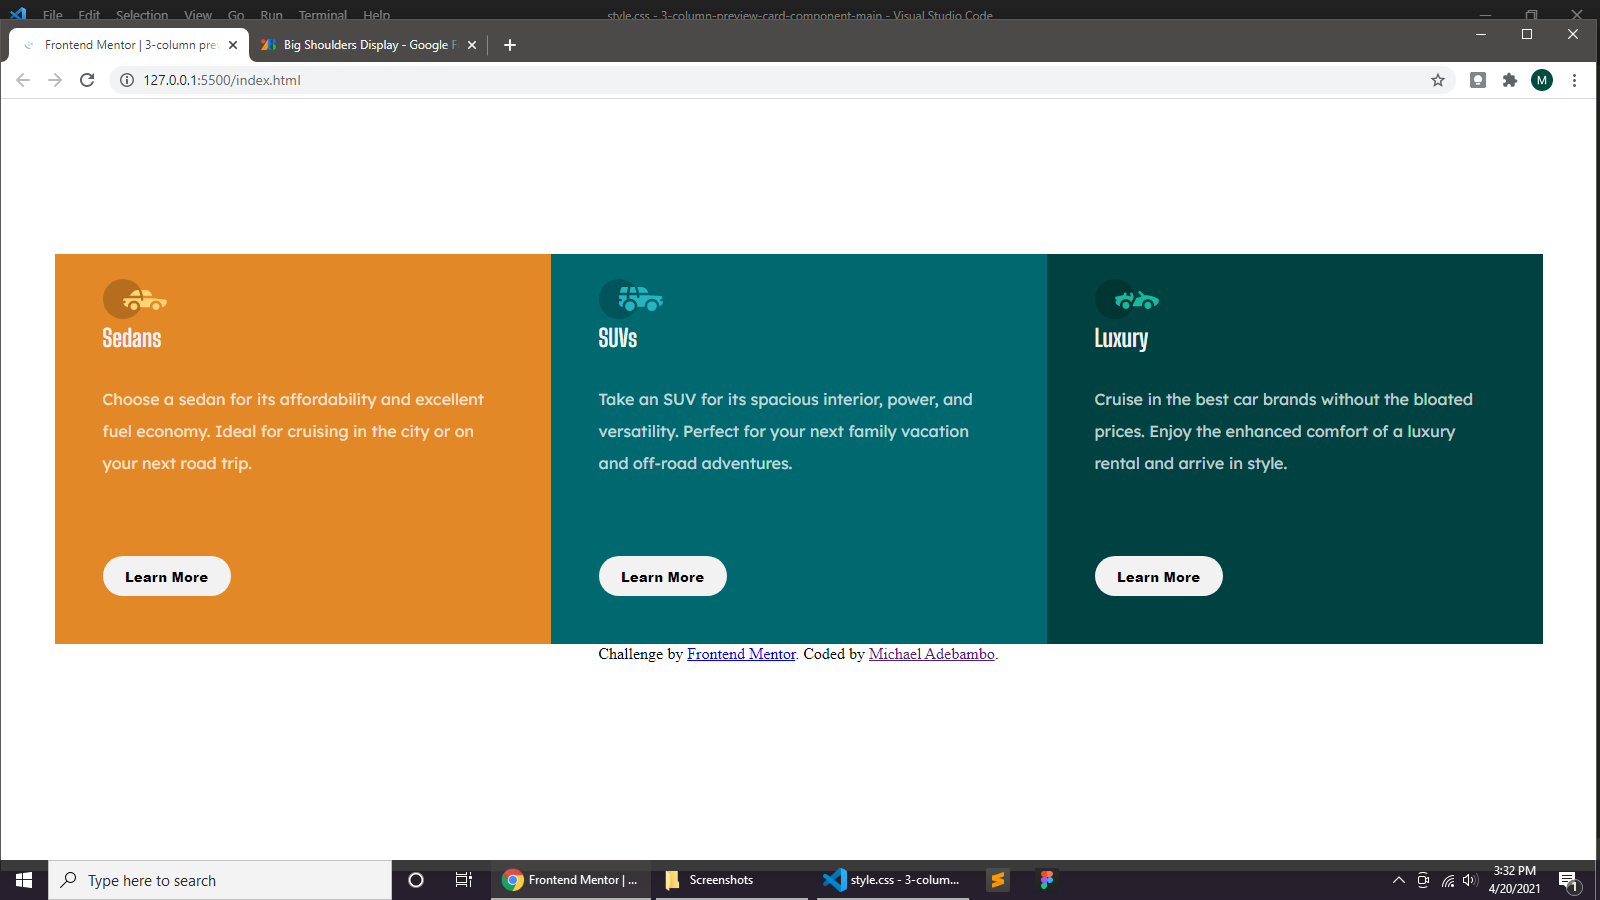 File Edit Selection View Go Run Terminal Help
style.css - 3-column-preview-card-component-main - Visual Studio Code
Frontend Mentor | 3-column pre
Big Shoulders Display - Google F
127.0.0.1:5500/index.html
M
Sedans
Choose a sedan for its affordability and excellent
fuel economy. Ideal for cruising in the city or on
your next road trip.
Learn More
SUVs
Take an SUV for its spacious interior, power, and
versatility. Perfect for your next family vacation
and off-road adventures.
Learn More
Luxury
Cruise in the best car brands without the bloated
prices. Enjoy the enhanced comfort of a luxury
rental and arrive in style.
Learn More
Challenge by Frontend Mentor. Coded by Michael Adebambo.
Type here to search
Frontend Mentor | ...
Screenshots
style.css - 3-colum...
3:32 PM
4/20/2021
1